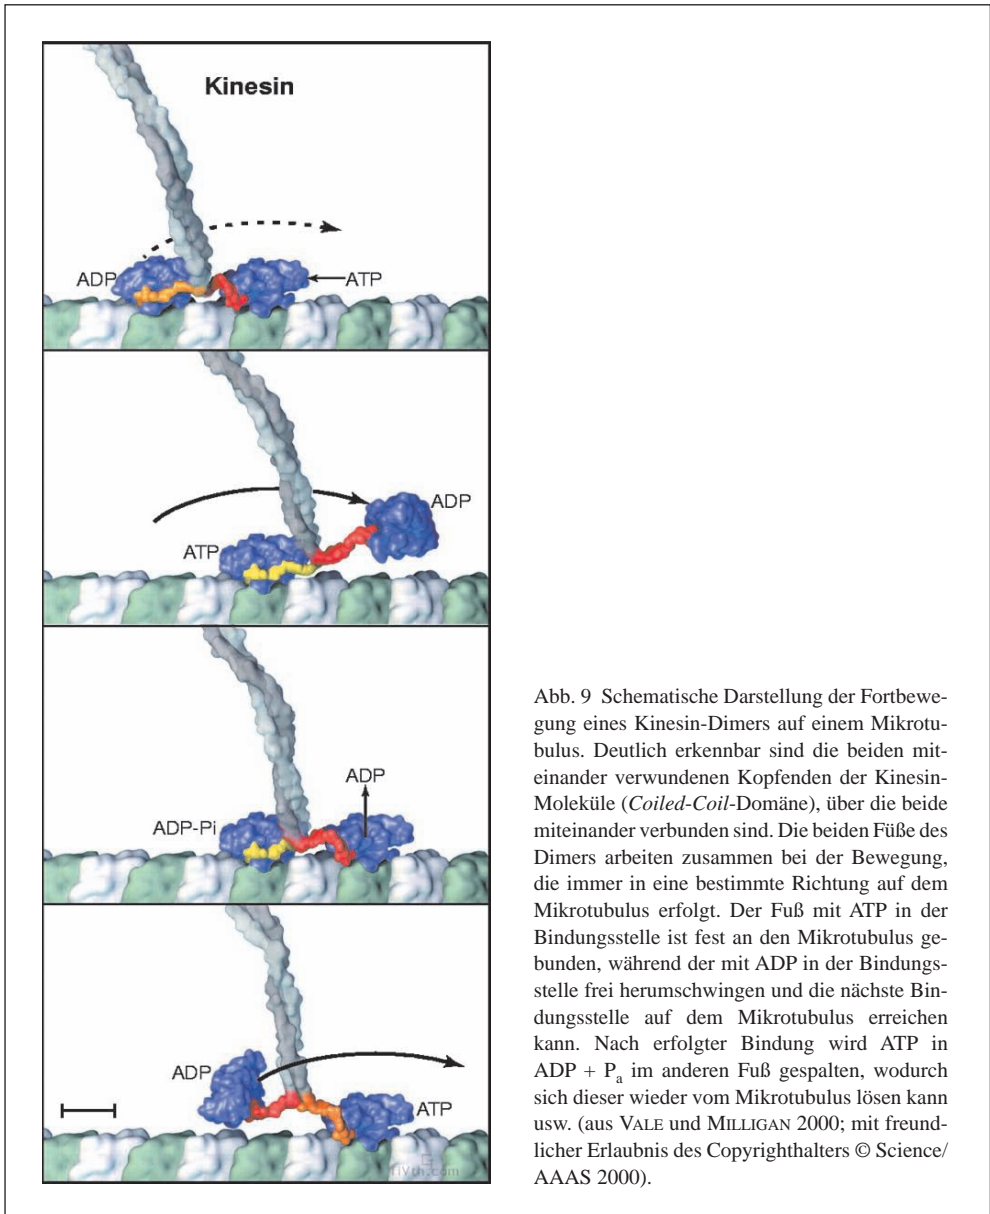 Kinesin
ADP
ATP
ADP
ATP
ADP
ADP-Pi
ADP
ATP
Abb. 9 Schematische Darstellung der Fortbewe-
gung eines Kinesin-Dimers auf einem Mikrotu-
bulus. Deutlich erkennbar sind die beiden mit-
einander verwundenen Kopfenden der Kinesin-
Moleküle (Coiled-Coil-Domäne), über die beide
miteinander verbunden sind. Die beiden Füße des
Dimers arbeiten zusammen bei der Bewegung,
die immer in eine bestimmte Richtung auf dem
Mikrotubulus erfolgt. Der Fuß mit ATP in der
Bindungsstelle ist fest an den Mikrotubulus ge-
bunden, während der mit ADP in der Bindungs-
stelle frei herumschwingen und die nächste Bin-
dungsstelle auf dem Mikrotubulus erreichen
kann. Nach erfolgter Bindung wird ATP in
ADP + Pa im anderen Fuß gespalten, wodurch
sich dieser wieder vom Mikrotubulus lösen kann
usw. (aus VALE und MILLIGAN 2000; mit freund-
licher Erlaubnis des Copyrighthalters © Science/
AAAS 2000).